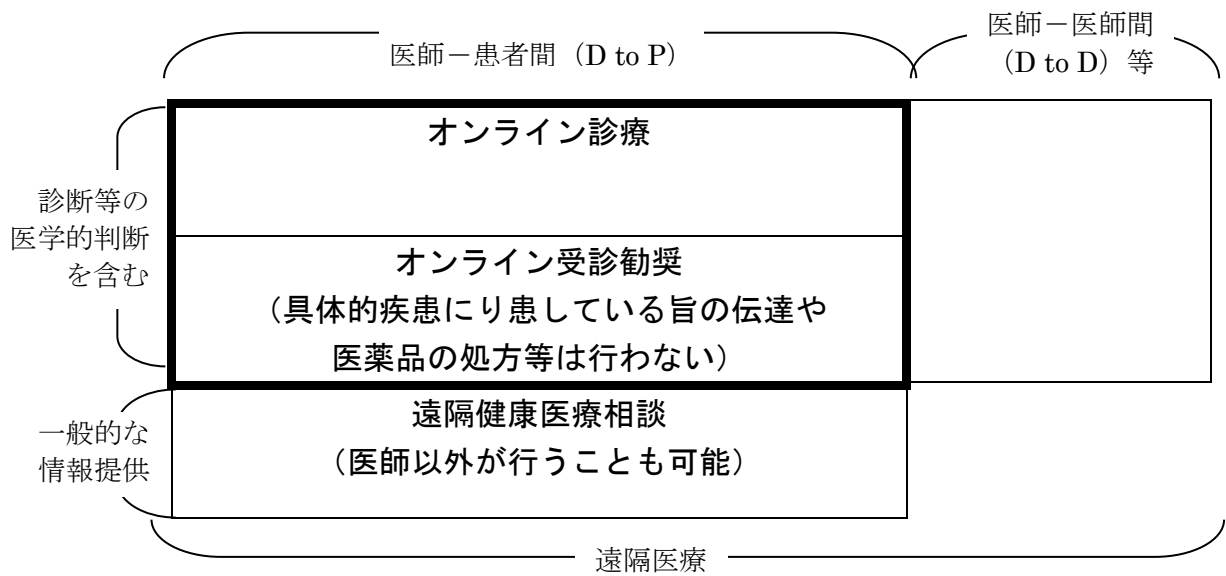 医師－患者間（D to P）
医師－医師間
（D to D）等
診断等の
医学的判断
を含む
オンライン診療
オンライン受診勧奨
（具体的疾患にり患している旨の伝達や
医薬品の処方等は行わない）
一般的な
情報提供
遠隔健康医療相談
（医師以外が行うことも可能）
遠隔医療